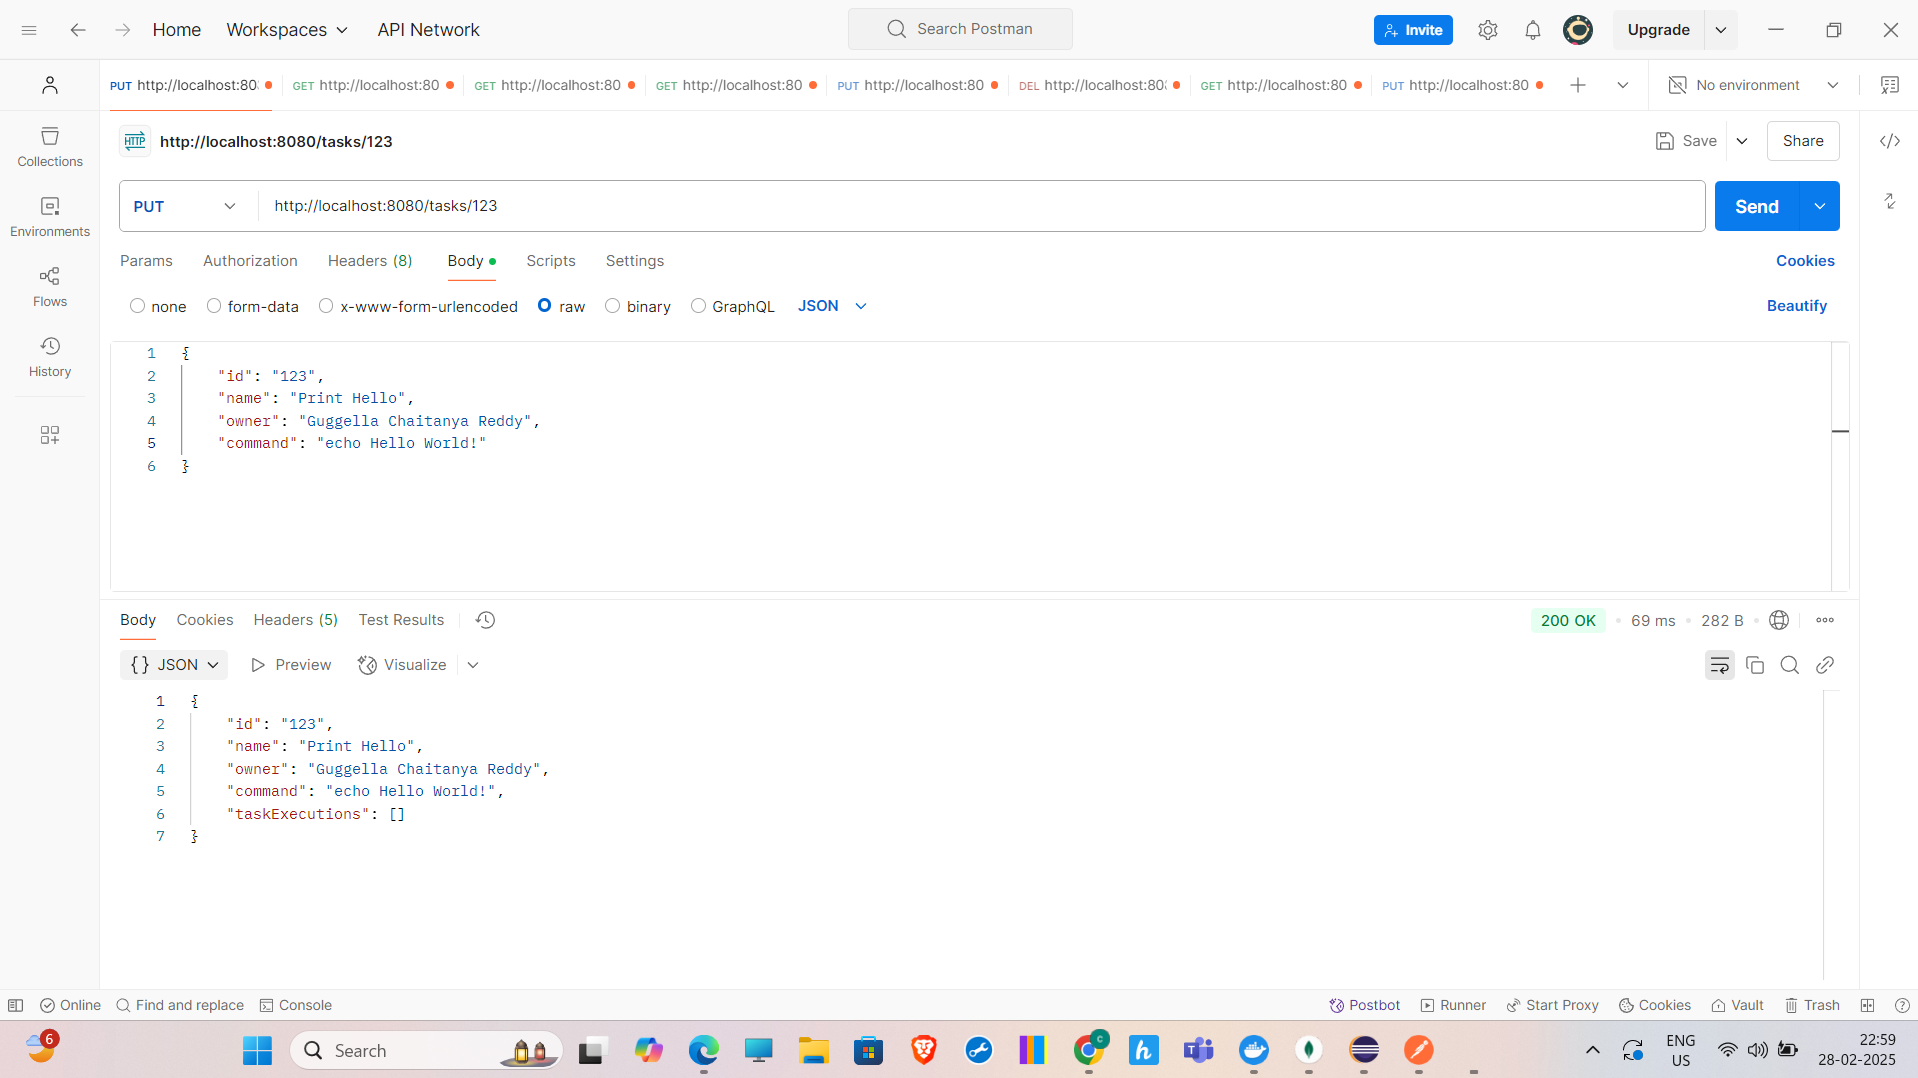 Home Workspaces API Network Search Postman Invite Upgrade
PUT http://localhost:80 GET http://localhost:80 GET http://localhost:80 GET http://localhost:80 PUT http://localhost:80 DEL http://localhost:80 GET http://localhost:80 PUT http://localhost:80 No environment
HTTP http://localhost:8080/tasks/123 Save Share
Collections
Environments
Flows
History
PUT http://localhost:8080/tasks/123 Send
Params Authorization Headers (8) Body Scripts Settings Cookies
none form-data x-www-form-urlencoded raw binary GraphQL JSON Beautify
1 {
2 "id": "123",
3 "name": "Print Hello",
4 "owner": "Guggella Chaitanya Reddy",
5 "command": "echo Hello World!"
6 }
Body Cookies Headers (5) Test Results 200 OK 69 ms 282 B
{} JSON Preview Visualize
1 {
2 "id": "123",
3 "name": "Print Hello",
4 "owner": "Guggella Chaitanya Reddy",
5 "command": "echo Hello World!",
6 "taskExecutions": []
7 }
Online Find and replace Console Postbot Runner Start Proxy Cookies Vault Trash
6 Search ENG US 22:59
28-02-2025